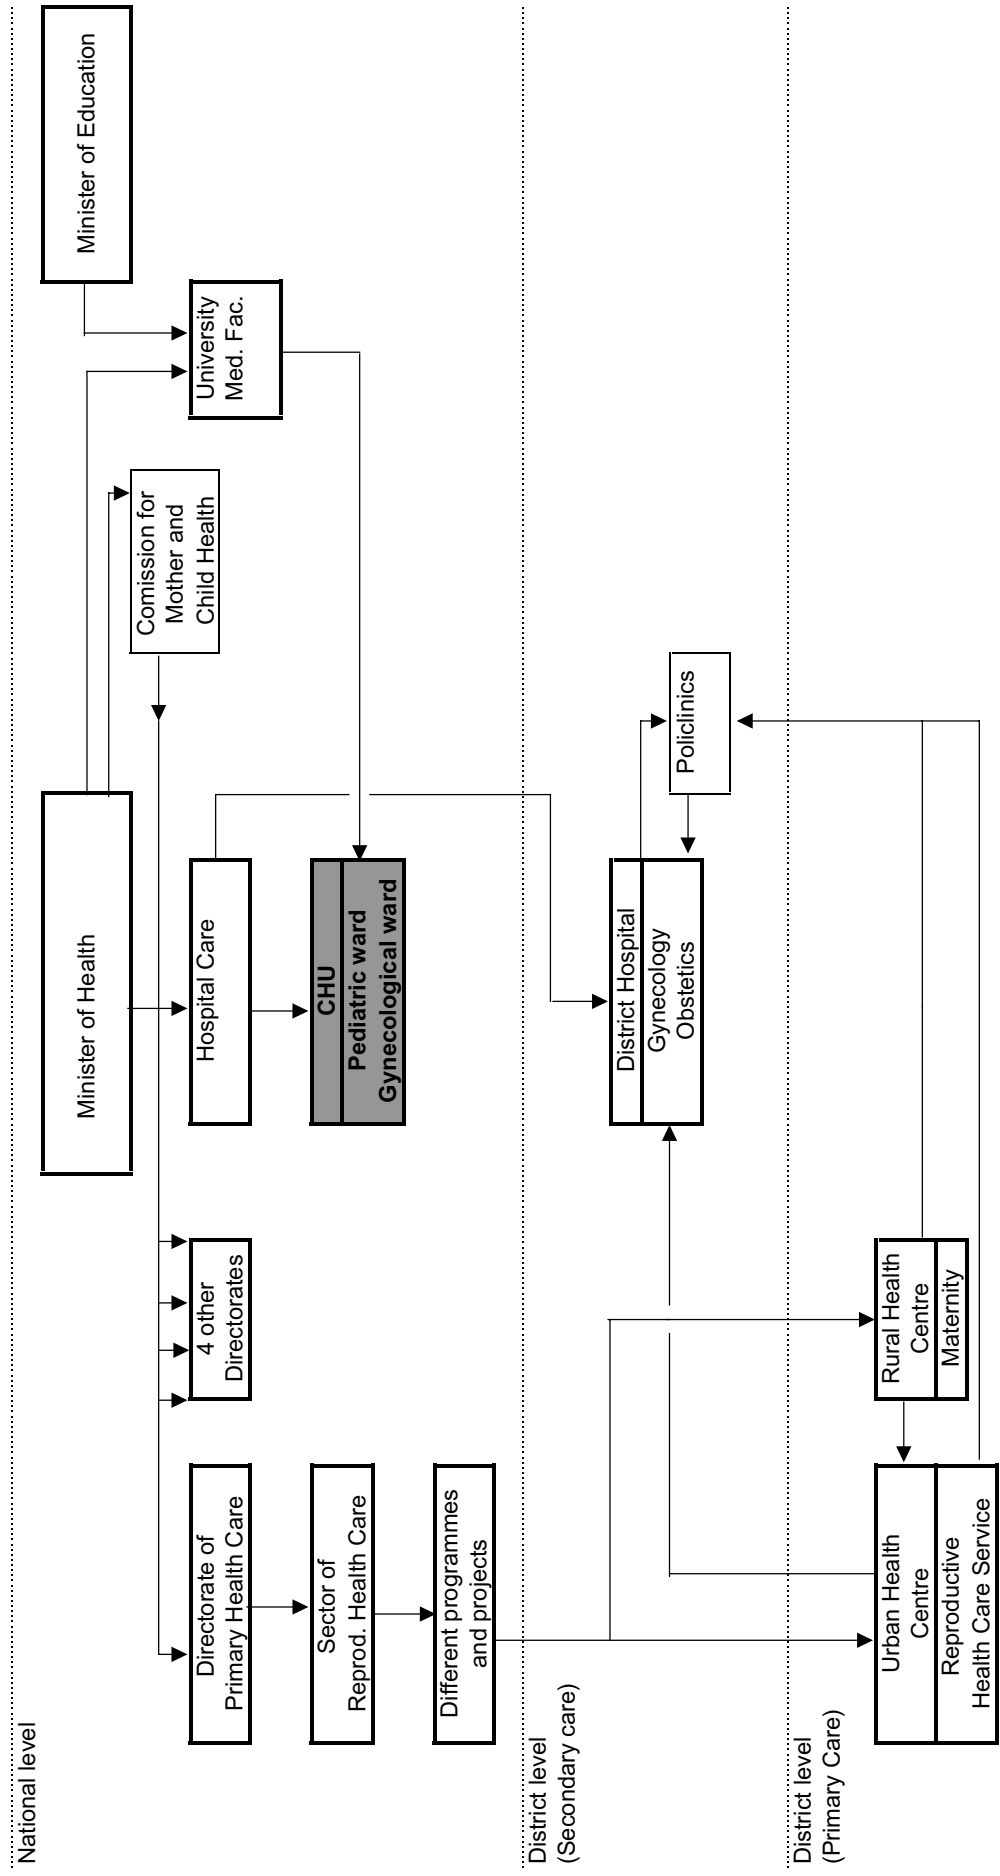 National level
Minister of Health
Minister of Education
Comission for
Mother and
Child Health
Directorate of
Primary Health Care
4 other
Directorates
Hospital Care
University
Med. Fac.
Sector of
Reprod. Health Care
CHU
Pediatric ward
Gynecological ward
Different programmes
and projects
District level
(Secondary care)
District Hospital
Gynecology
Obstetics
Policlinics
District level
(Primary Care)
Urban Health
Centre
Reproductive
Health Care Service
Rural Health
Centre
Maternity